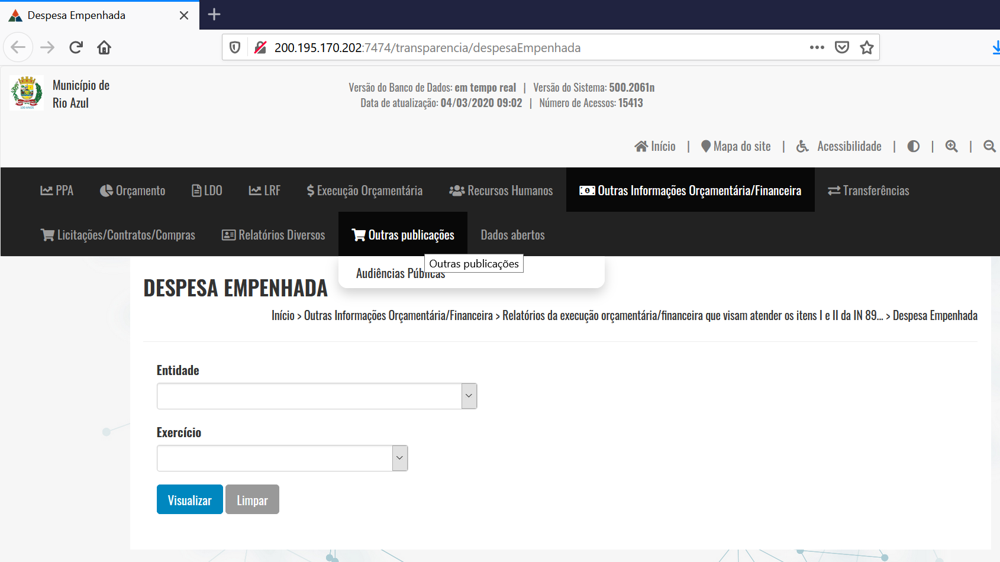 Despesa Empenhada
200.195.170.202:7474/transparencia/despesaEmpenhada
Município de
Rio Azul
100 ANOS
Versão do Banco de Dados: em tempo real | Versão do Sistema: 500.2061n
Data de atualização: 04/03/2020 09:02 | Número de Acessos: 15413
Início | Mapa do site | Acessibilidade | | |
PPA Orçamento LDO LRF Execução Orçamentária Recursos Humanos Outras Informações Orçamentária/Financeira Transferências
Licitações/Contratos/Compras Relatórios Diversos Outras publicações Dados abertos
Outras publicações
Audiências Públicas
DESPESA EMPENHADA
Início > Outras Informações Orçamentária/Financeira > Relatórios da execução orçamentária/financeira que visam atender os itens I e II da IN 89... > Despesa Empenhada
Entidade
Exercício
Visualizar Limpar